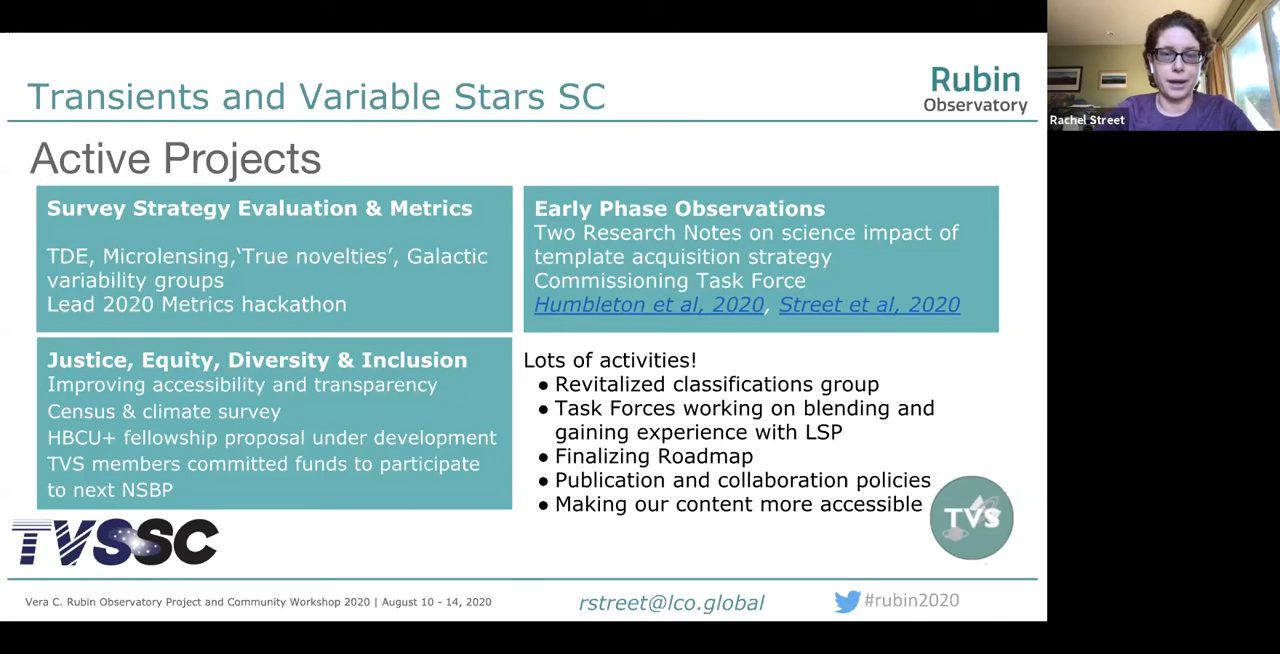 Transients and Variable Stars SC
Rubin
Observatory
Rachel Street
Active Projects
Survey Strategy Evaluation & Metrics
TDE, Microlensing,‘True novelties’, Galactic
variability groups
Lead 2020 Metrics hackathon
Early Phase Observations
Two Research Notes on science impact of
template acquisition strategy
Commissioning Task Force
Humbleton et al, 2020, Street et al, 2020
Justice, Equity, Diversity & Inclusion
Improving accessibility and transparency
Census & climate survey
HBCU+ fellowship proposal under development
TVS members committed funds to participate
to next NSBP
Lots of activities!
● Revitalized classifications group
● Task Forces working on blending and
gaining experience with LSP
● Finalizing Roadmap
● Publication and collaboration policies
● Making our content more accessible
TVSSC
TVS
Vera C. Rubin Observatory Project and Community Workshop 2020 | August 10 - 14, 2020
rstreet@lco.global
#rubin2020